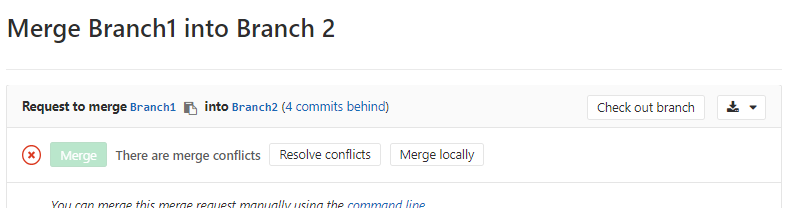 Merge Branch1 into Branch 2
Request to merge Branch1 into Branch2 (4 commits behind) Check out branch
Merge There are merge conflicts Resolve conflicts Merge locally
You can merge this merge request manually using the command line